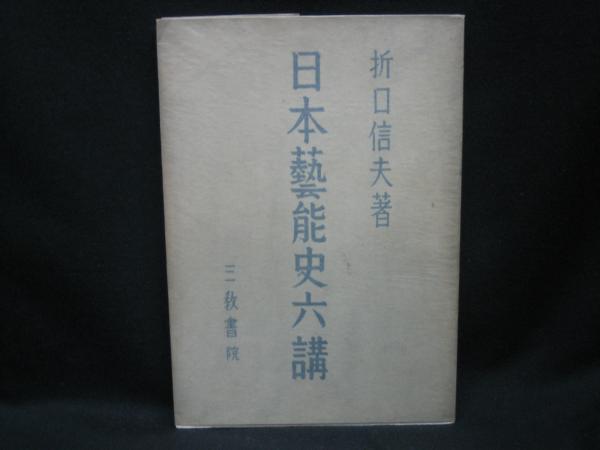 折口信夫著
日本藝能史六講
三教書院